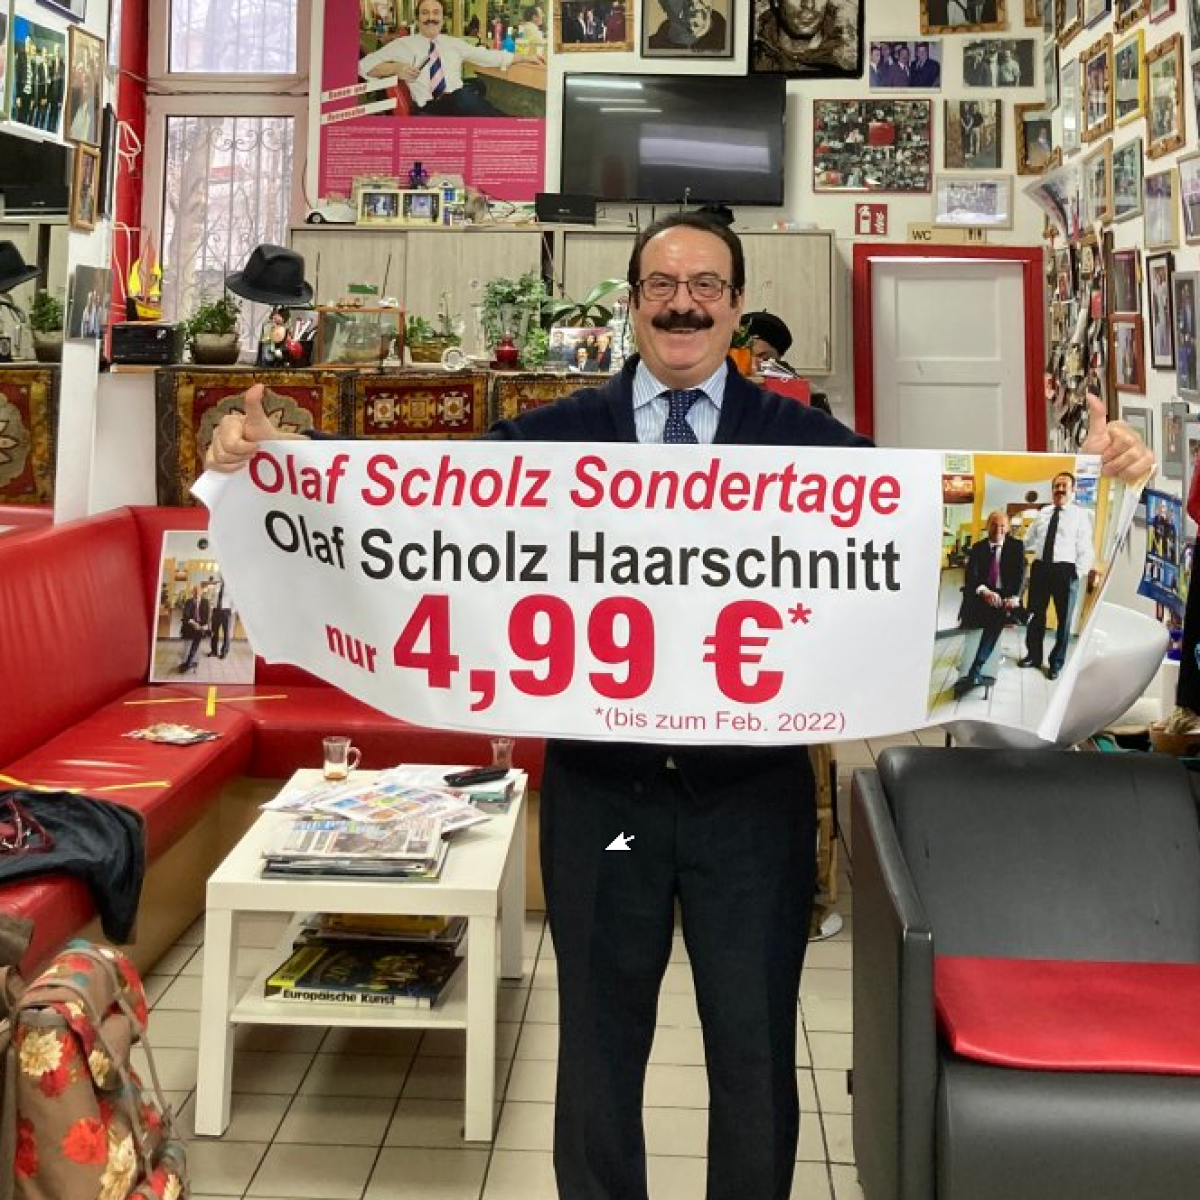 Olaf Scholz Sondertage
Olaf Scholz Haarschnitt
nur 4,99 €*
*(bis zum Feb. 2022)
WC
Europäische Kunst